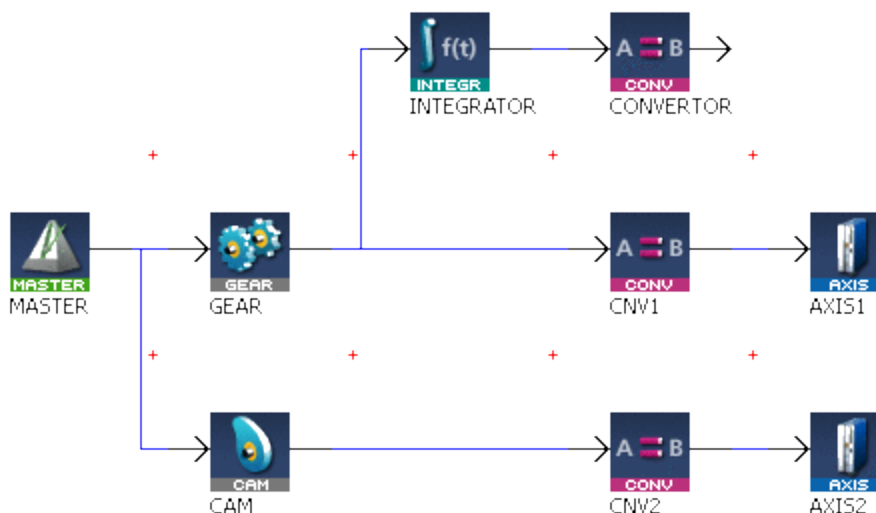 f(t)
A B
INTEGR
CONV
INTEGRATOR
CONVERTOR
A B
MASTER
GEAR
CONV
AXIS
MASTER
GEAR
CNV1
AXIS1
A B
CAM
CONV
AXIS
CAM
CNV2
AXIS2